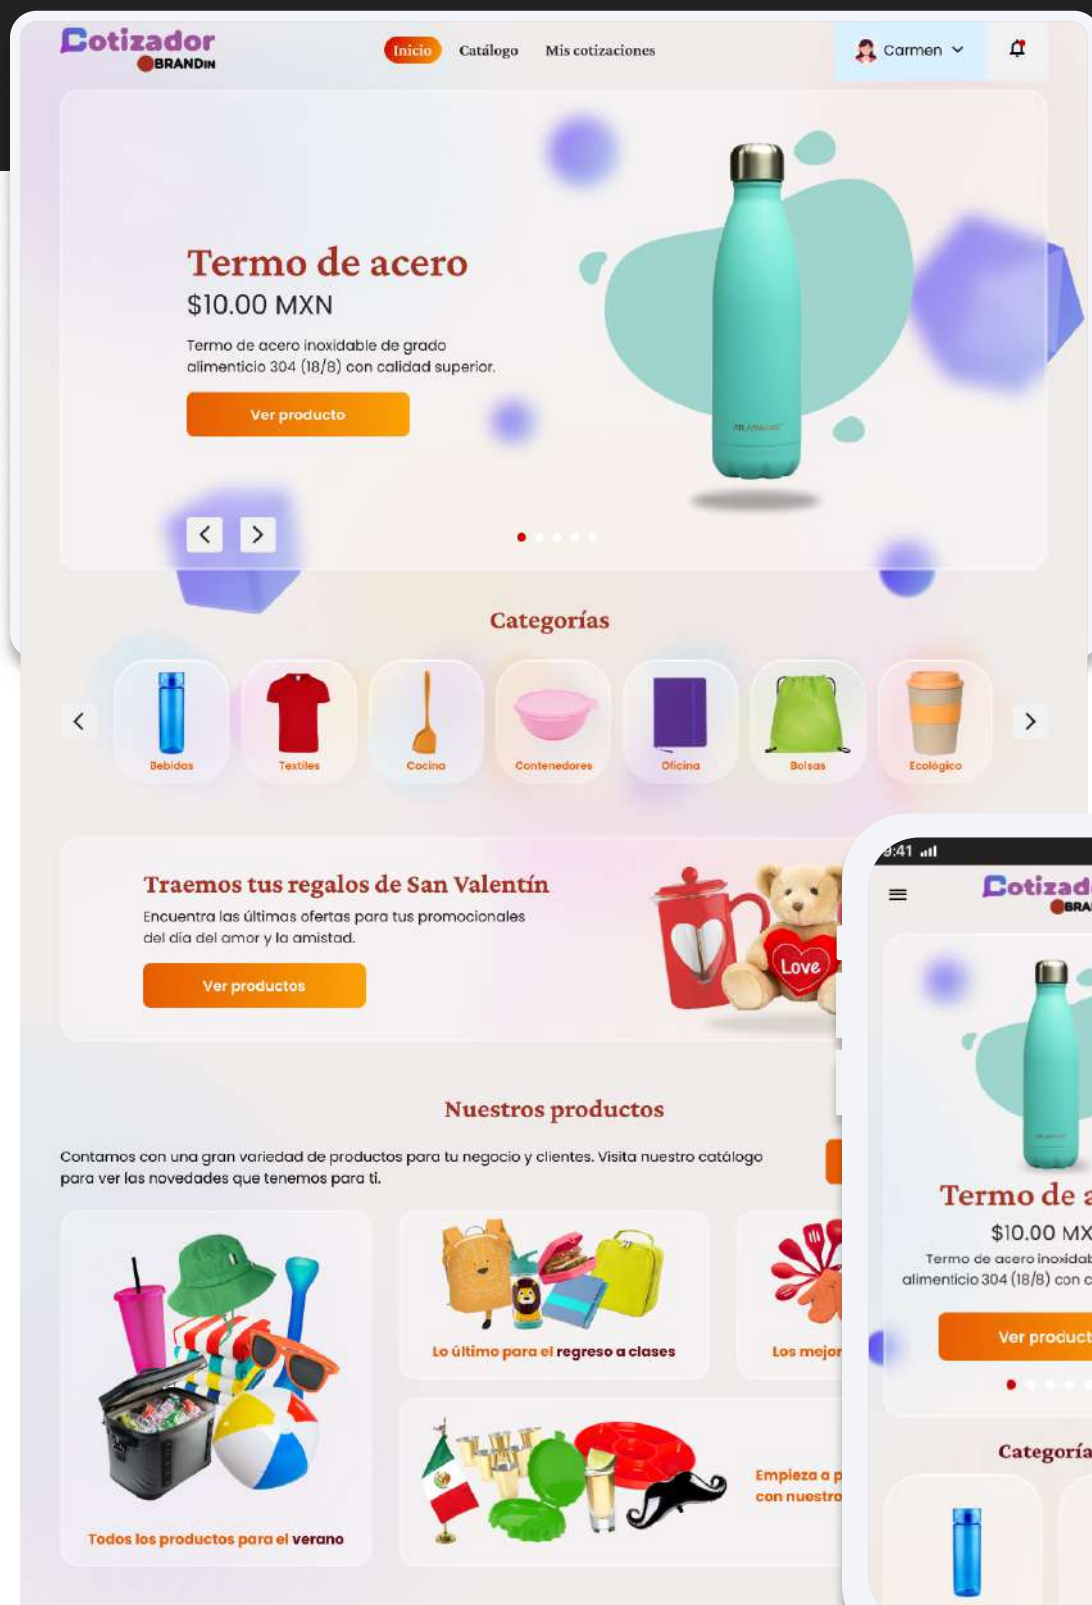 Cotizador
BRANDIN
Inicio
Catálogo
Mis cotizaciones
Carmen
Termo de acero
$10.00 MXN
Termo de acero inoxidable de grado
alimenticio 304 (18/8) con calidad superior.
Ver producto
Categorías
Bebidas
Textiles
Cocina
Contenedores
Oficina
Bolsas
Ecológico
Traemos tus regalos de San Valentín
Encuentra las últimas ofertas para tus promocionales
del día del amor y la amistad.
Ver productos
Love
Nuestros productos
Contamos con una gran variedad de productos para tu negocio y clientes. Visita nuestro catálogo
para ver las novedades que tenemos para ti.
Lo último para el regreso a clases
Los mejor
Todos los productos para el verano
Empieza a p
con nuestro
9:41
Cotizad
BRA
Termo de a
$10.00 MX
Termo de acero inoxidab
alimenticio 304 (18/8) con c
Ver product
Categoría